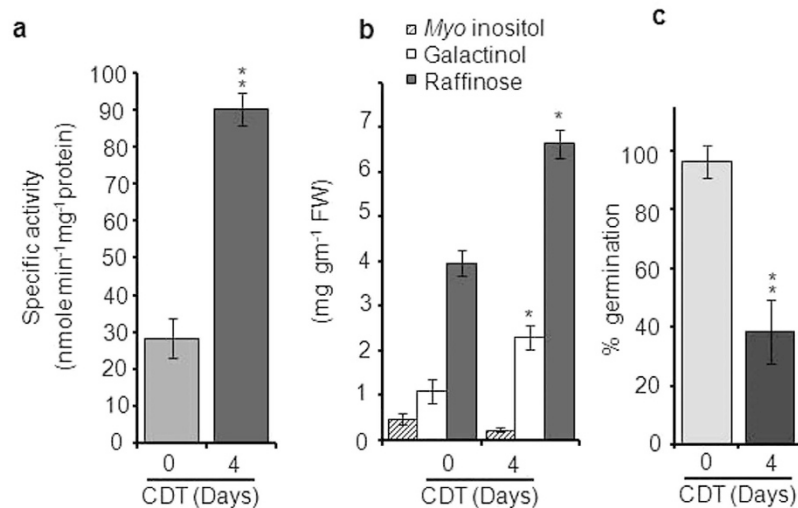 a
Specific activity
(nmole min⁻¹mg⁻¹protein)
100
90
80
70
60
50
40
30
20
10
0
**
0 4
CDT (Days)
b
Myo inositol
Galactinol
Raffinose
(mg gm⁻¹ FW)
7
6
5
4
3
2
1
0
*
*
0 4
CDT (Days)
c
% germination
100
80
60
40
20
0
**
0 4
CDT (Days)